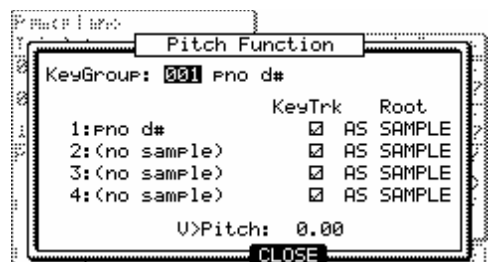 Pitch Function
KeyGroup: 001 pno d#
KeyTrk Root
1:pno d# ☑ AS SAMPLE
2:(no sample) ☑ AS SAMPLE
3:(no sample) ☑ AS SAMPLE
4:(no sample) ☑ AS SAMPLE
V>Pitch: 0.00
CLOSE